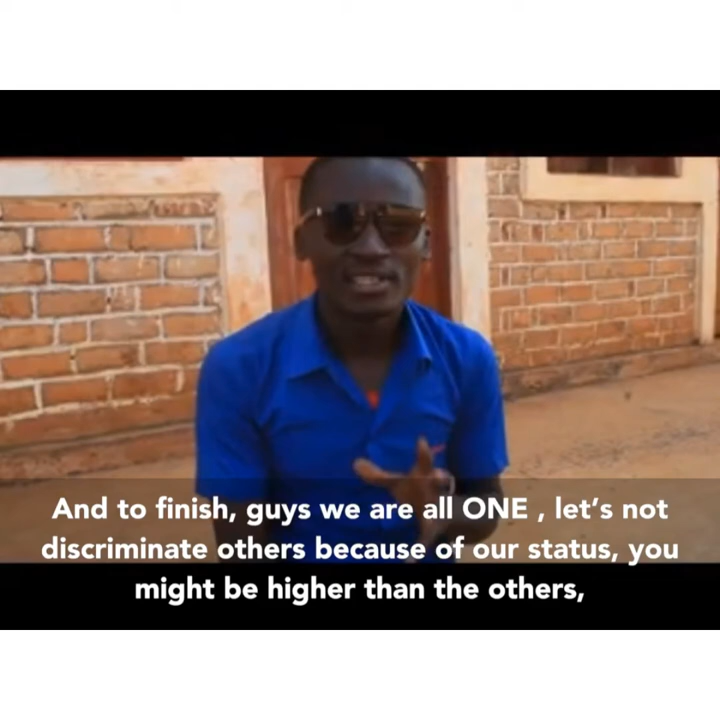 And to finish, guys we are all ONE , let’s not
discriminate others because of our status, you
might be higher than the others,